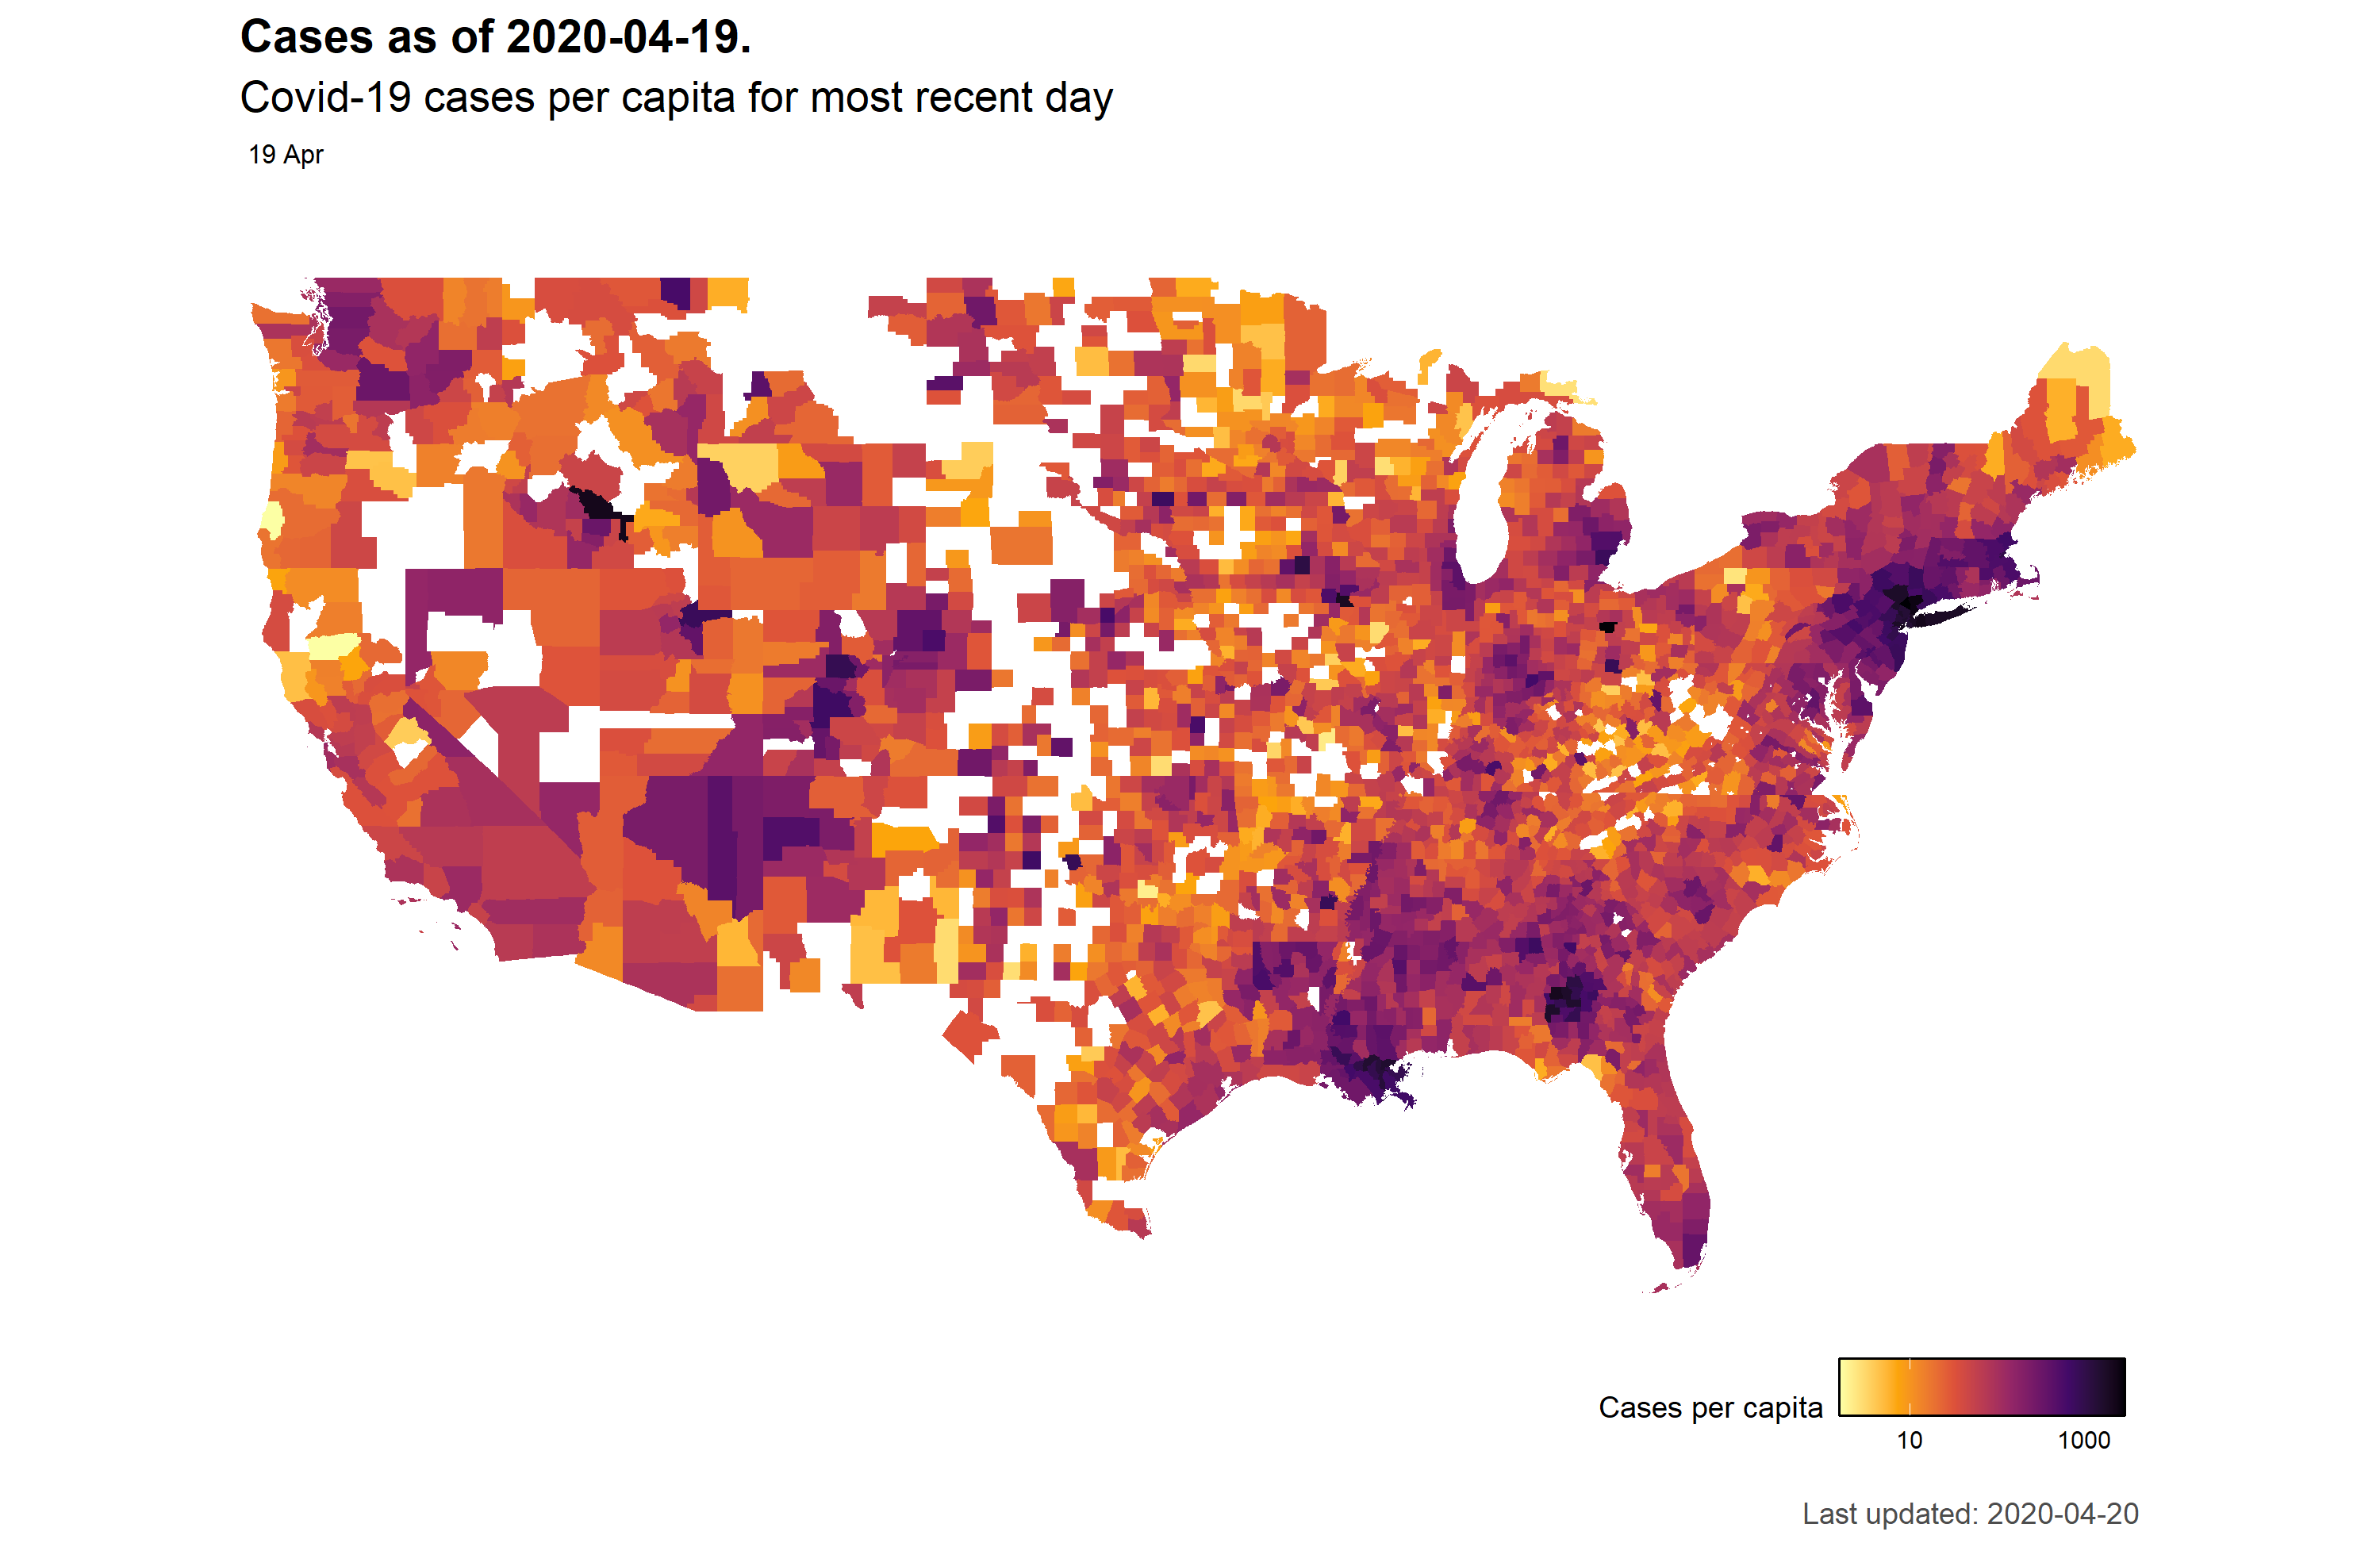 Cases as of 2020-04-19.
Covid-19 cases per capita for most recent day
19 Apr
Cases per capita
10 1000
Last updated: 2020-04-20